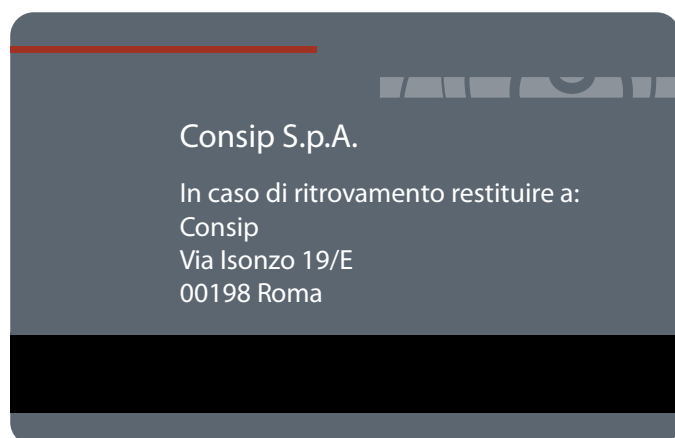 Consip S.p.A.
In caso di ritrovamento restituire a:
Consip
Via Isonzo 19/E
00198 Roma